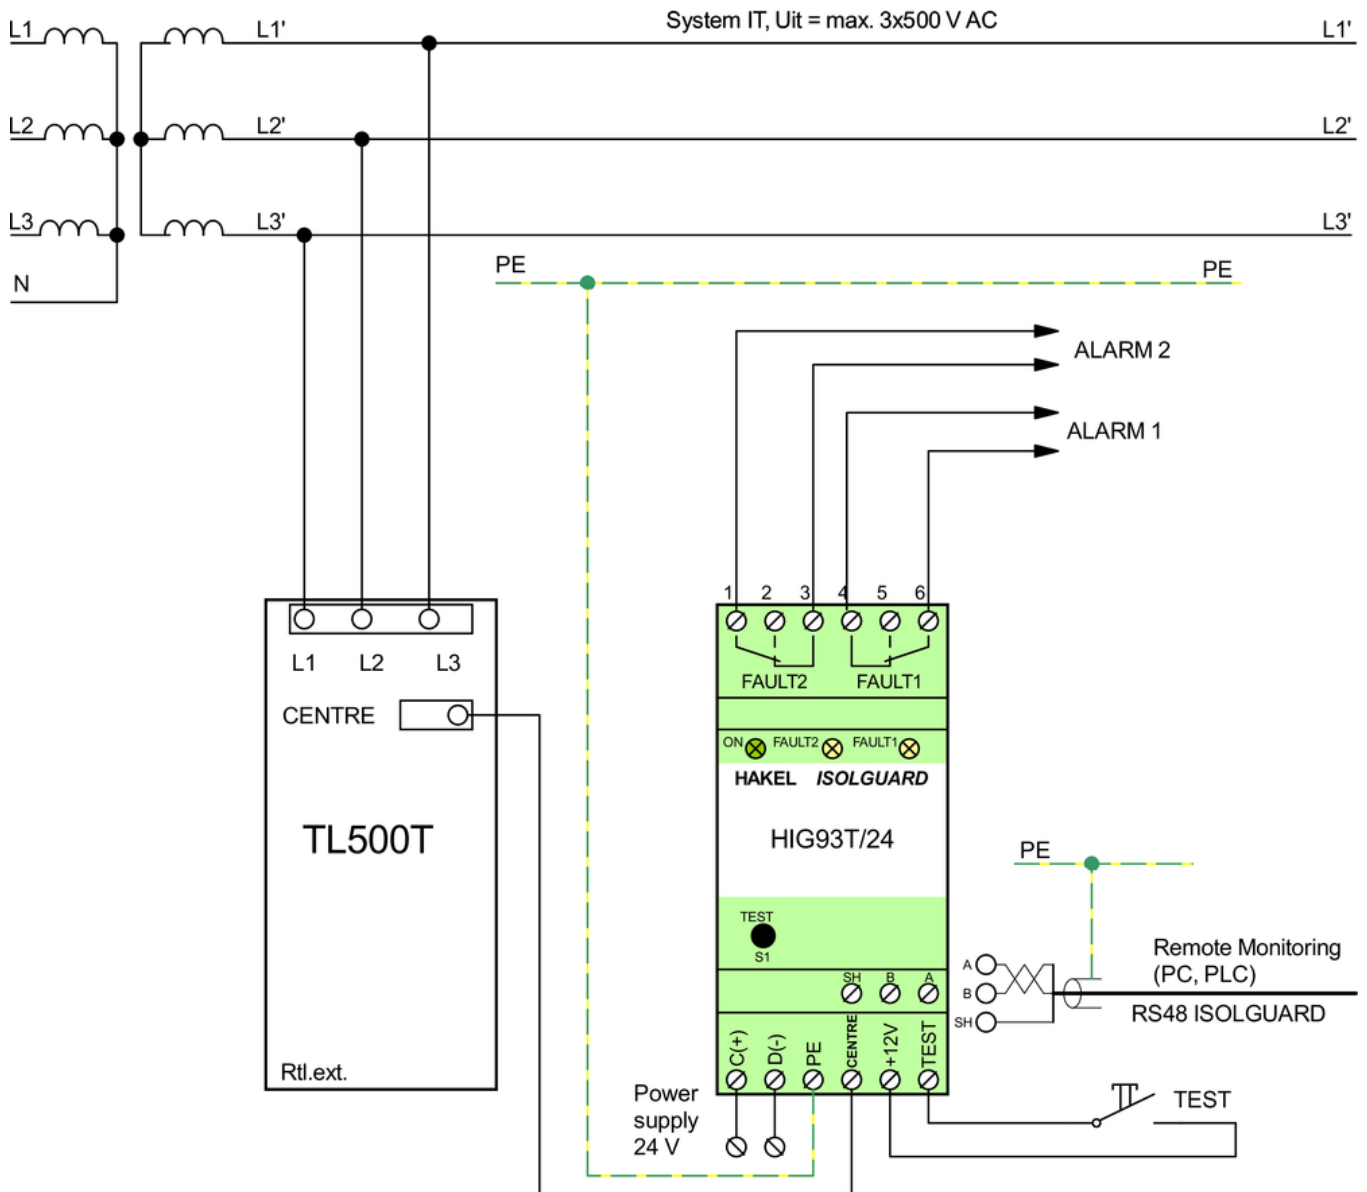 System IT, Uit = max. 3x500 V AC
L1 L1' L1'
L2 L2' L2'
L3 L3' L3'
N
PE PE
ALARM 2
ALARM 1
1 2 3 4 5 6
FAULT2 FAULT1
L1 L2 L3
CENTRE
ON FAULT2 FAULT1
HAKEL ISOLGUARD
TL500T
HIG93T/24
PE
TEST
S1
SH B A
A
B
SH
Remote Monitoring
(PC, PLC)
RS48 ISOLGUARD
C(+) D(-) PE CENTRE +12V TEST
Rtl.ext.
Power
supply
24 V
TEST